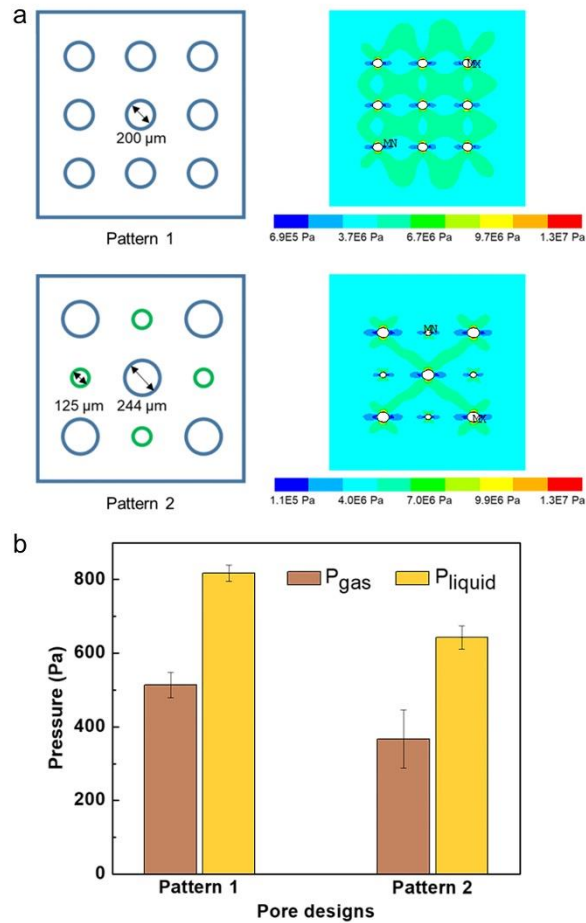 a
200 µm
Pattern 1
MX
MN
6.9E5 Pa 3.7E6 Pa 6.7E6 Pa 9.7E6 Pa 1.3E7 Pa
125 µm 244 µm
Pattern 2
MN
MX
1.1E5 Pa 4.0E6 Pa 7.0E6 Pa 9.9E6 Pa 1.3E7 Pa
b
Pgas Pliquid
800
600
400
200
0
Pressure (Pa)
Pattern 1 Pattern 2
Pore designs